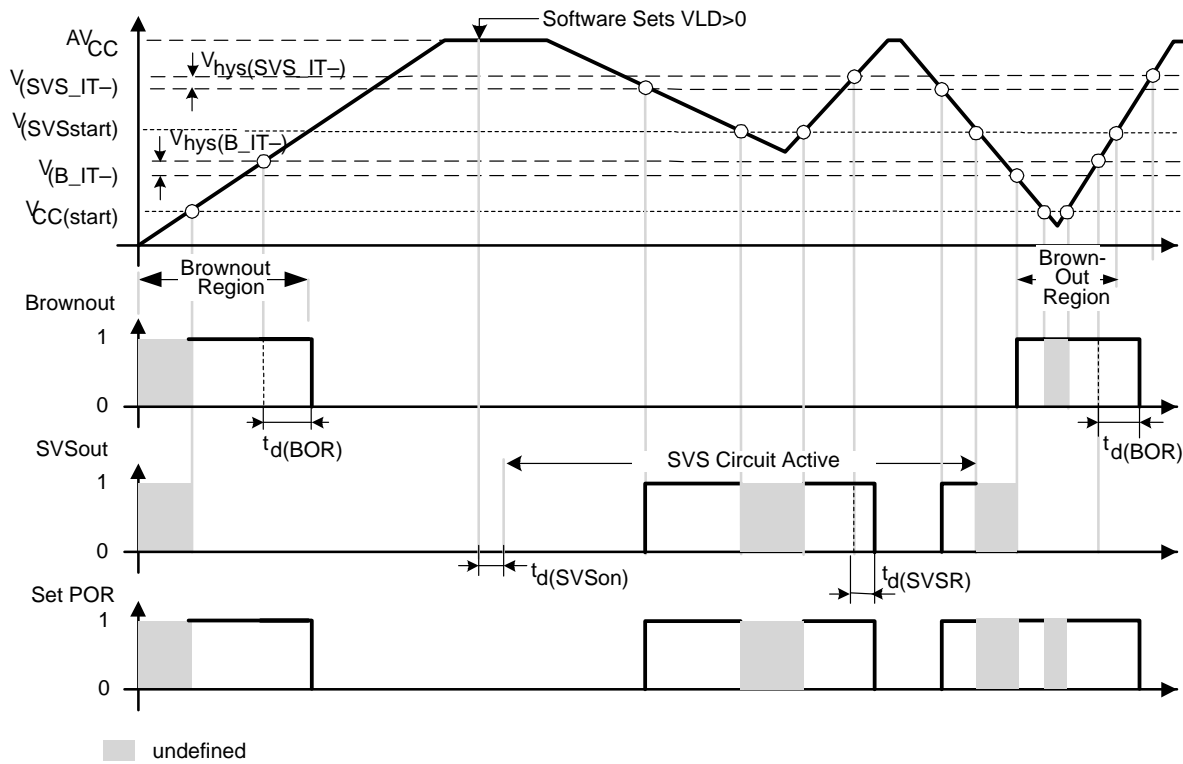 Software Sets VLD>0
AVCC
Vhys(SVS_IT–)
V(SVS_IT–)
V(SVSstart)
Vhys(B_IT–)
V(B_IT–)
VCC(start)
Brownout
Region
Brown-
Out
Region
Brownout
1
0
td(BOR)
td(BOR)
SVSout
SVS Circuit Active
1
0
td(SVSon)
td(SVSR)
Set POR
1
0
undefined